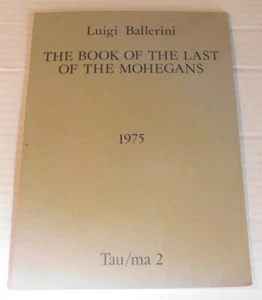 Luigi Ballerini
THE BOOK OF THE LAST
OF THE MOHEGANS
1975
Tau/ma 2